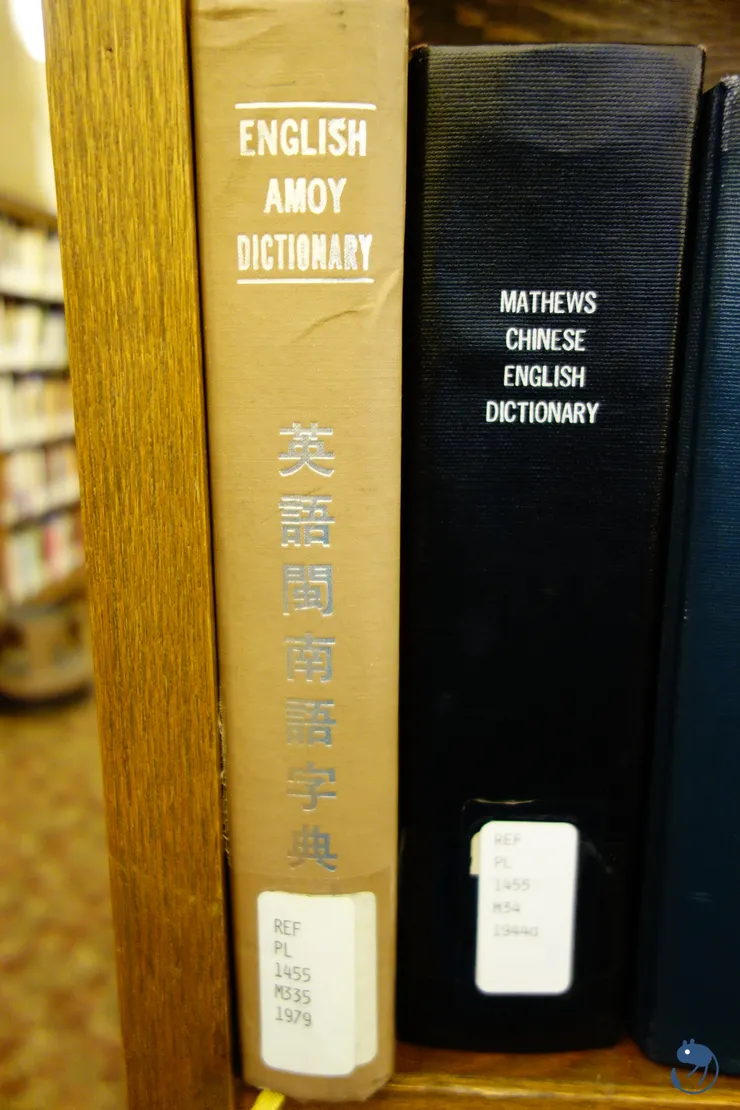 ENGLISH
AMOY
DICTIONARY
英語閩南語字典
REF
PL
1455
M335
1979
MATHEWS
CHINESE
ENGLISH
DICTIONARY
REF
PL
1455
M34
1944d